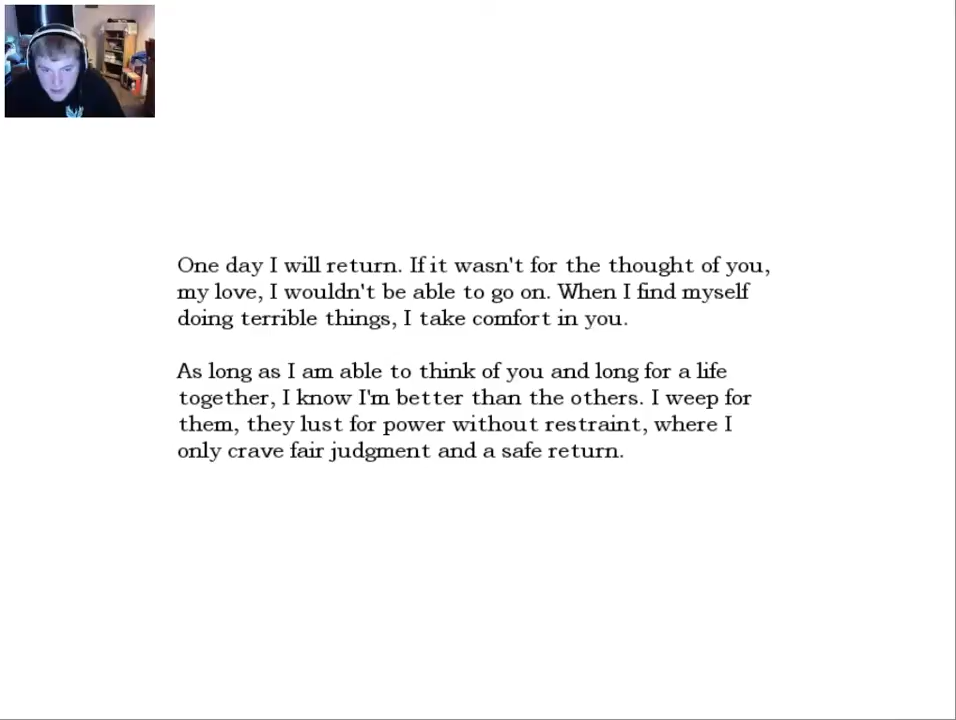 One day I will return. If it wasn't for the thought of you,
my love, I wouldn't be able to go on. When I find myself
doing terrible things, I take comfort in you.
As long as I am able to think of you and long for a life
together, I know I'm better than the others. I weep for
them, they lust for power without restraint, where I
only crave fair judgment and a safe return.